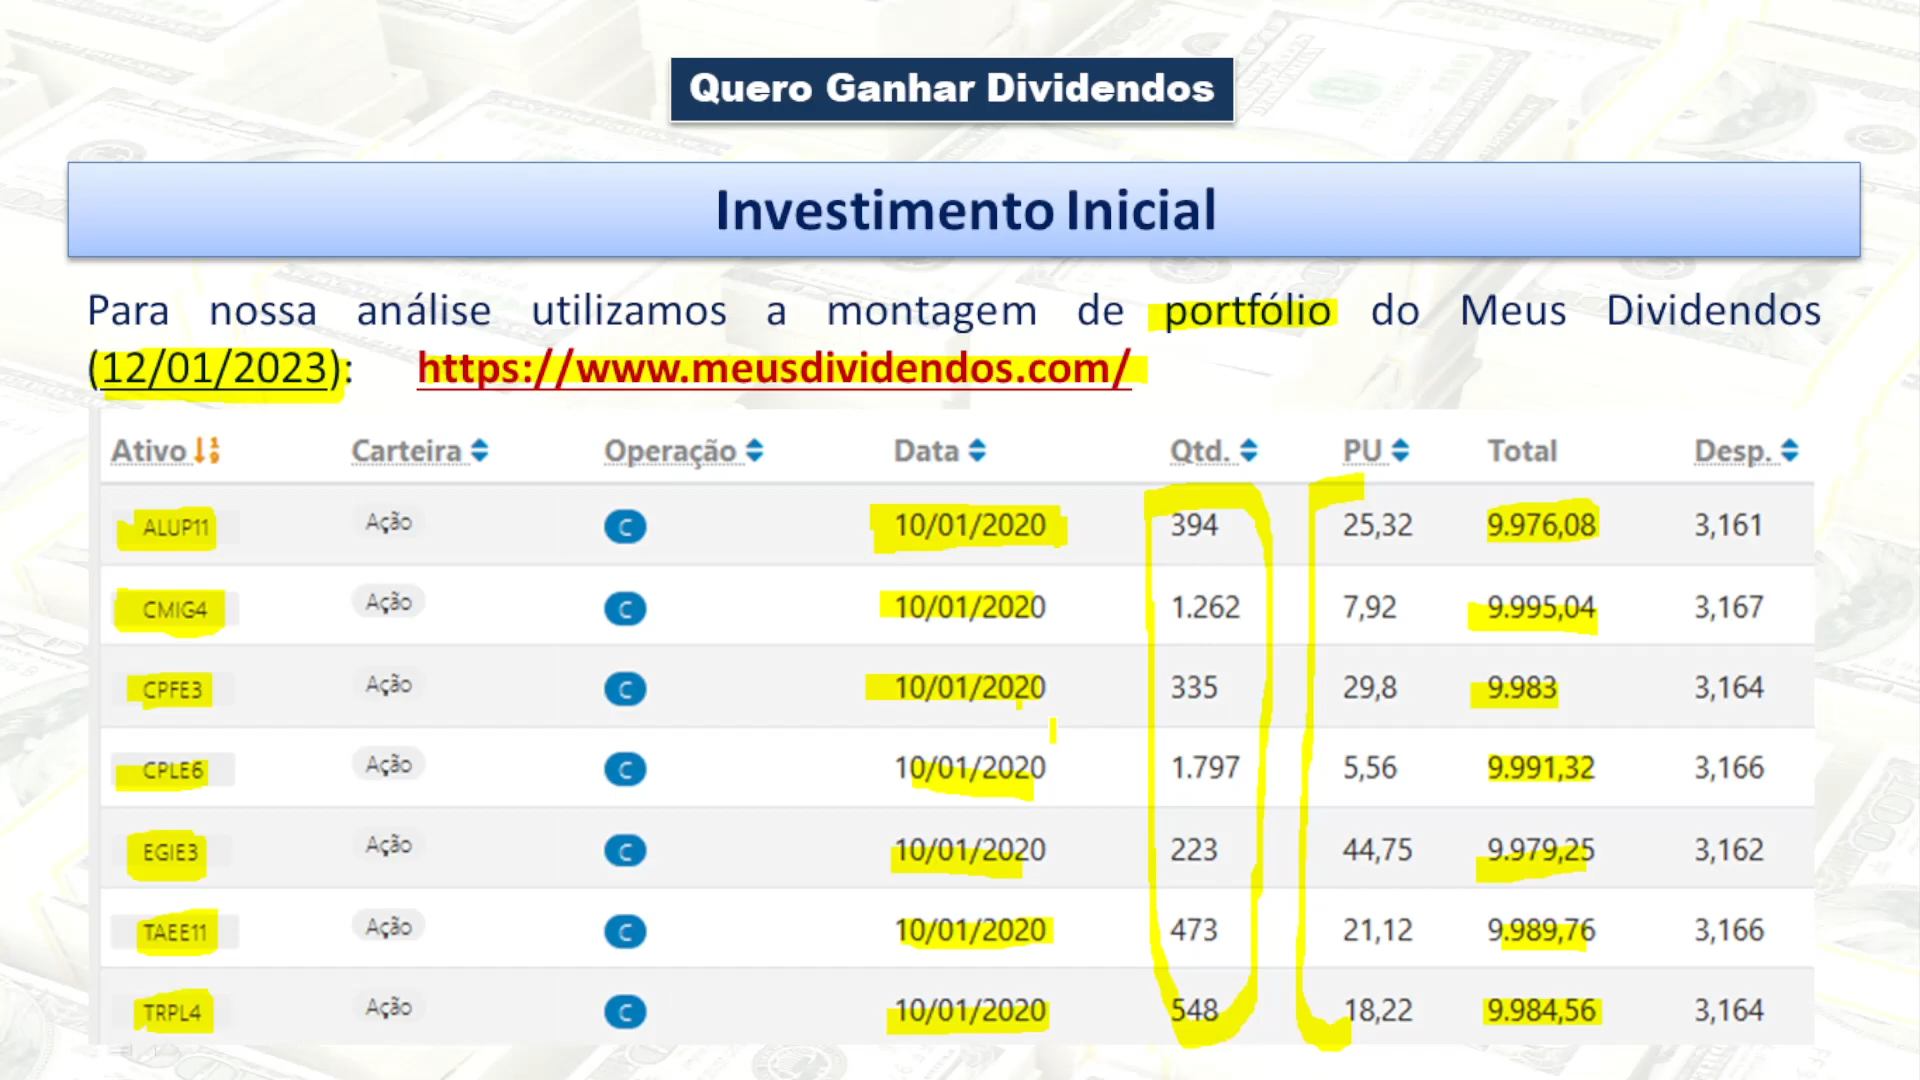 Quero Ganhar Dividendos
Investimento Inicial
Para nossa análise utilizamos a montagem de portfólio do Meus Dividendos
(12/01/2023): https://www.meusdividendos.com/
Ativo Carteira Operação Data Qtd. PU Total Desp.
ALUP11 Ação C 10/01/2020 394 25,32 9.976,08 3,161
CMIG4 Ação C 10/01/2020 1.262 7,92 9.995,04 3,167
CPFE3 Ação C 10/01/2020 335 29,8 9.983 3,164
CPLE6 Ação C 10/01/2020 1.797 5,56 9.991,32 3,166
EGIE3 Ação C 10/01/2020 223 44,75 9.979,25 3,162
TAEE11 Ação C 10/01/2020 473 21,12 9.989,76 3,166
TRPL4 Ação C 10/01/2020 548 18,22 9.984,56 3,164